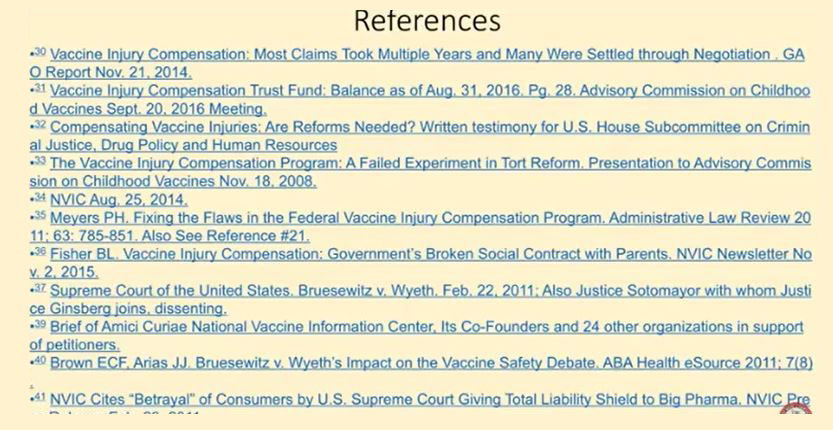 References
•30 Vaccine Injury Compensation: Most Claims Took Multiple Years and Many Were Settled through Negotiation . GA
O Report Nov. 21, 2014.
•31 Vaccine Injury Compensation Trust Fund: Balance as of Aug. 31, 2016. Pg. 28. Advisory Commission on Childhoo
d Vaccines Sept. 20, 2016 Meeting.
•32 Compensating Vaccine Injuries: Are Reforms Needed? Written testimony for U.S. House Subcommittee on Crimin
al Justice, Drug Policy and Human Resources
•33 The Vaccine Injury Compensation Program: A Failed Experiment in Tort Reform. Presentation to Advisory Commis
sion on Childhood Vaccines Nov. 18, 2008.
•34 NVIC Aug. 25, 2014.
•35 Meyers PH. Fixing the Flaws in the Federal Vaccine Injury Compensation Program. Administrative Law Review 20
11; 63: 785-851. Also See Reference #21.
•36 Fisher BL. Vaccine Injury Compensation: Government's Broken Social Contract with Parents. NVIC Newsletter No
v. 2, 2015.
•37 Supreme Court of the United States. Bruesewitz v. Wyeth. Feb. 22, 2011; Also Justice Sotomayor with whom Justi
ce Ginsberg joins, dissenting.
•39 Brief of Amici Curiae National Vaccine Information Center, Its Co-Founders and 24 other organizations in support
of petitioners.
•40 Brown ECF, Arias JJ. Bruesewitz v. Wyeth's Impact on the Vaccine Safety Debate. ABA Health eSource 2011; 7(8)
.
•41 NVIC Cites "Betrayal" of Consumers by U.S. Supreme Court Giving Total Liability Shield to Big Pharma. NVIC Pre